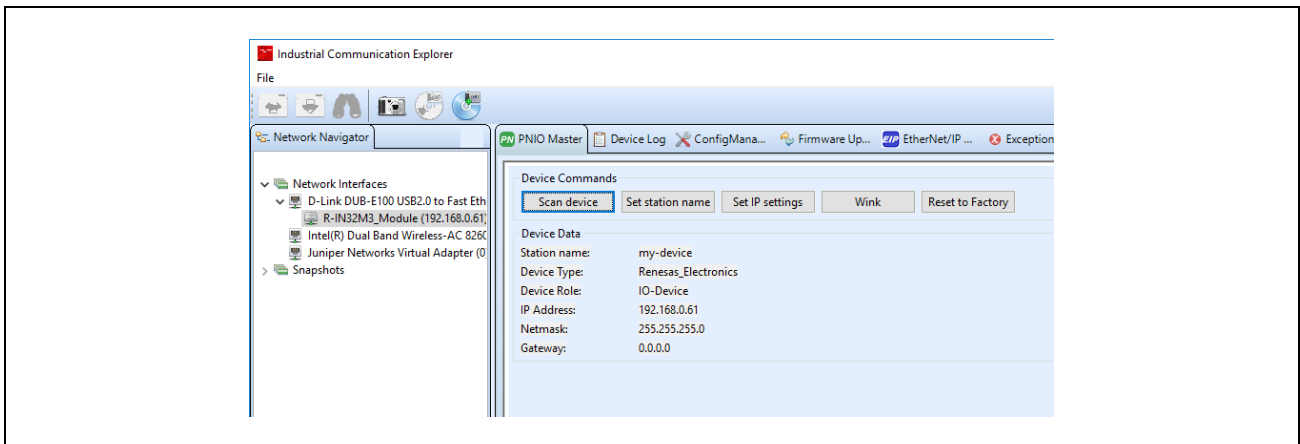 Industrial Communication Explorer
File
Network Navigator
Network Interfaces
D-Link DUB-E100 USB2.0 to Fast Eth
R-IN32M3_Module (192.168.0.61)
Intel(R) Dual Band Wireless-AC 8260
Juniper Networks Virtual Adapter (0
Snapshots
PN PNIO Master Device Log ConfigMana... Firmware Up... EIP EtherNet/IP ... Exception
Device Commands
Scan device Set station name Set IP settings Wink Reset to Factory
Device Data
Station name: my-device
Device Type: Renesas_Electronics
Device Role: IO-Device
IP Address: 192.168.0.61
Netmask: 255.255.255.0
Gateway: 0.0.0.0